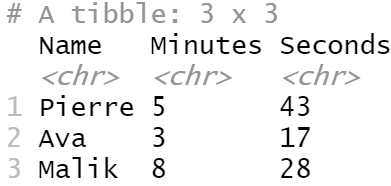 # A tibble: 3 x 3
Name Minutes Seconds
<chr> <chr> <chr>
1 Pierre 5 43
2 Ava 3 17
3 Malik 8 28